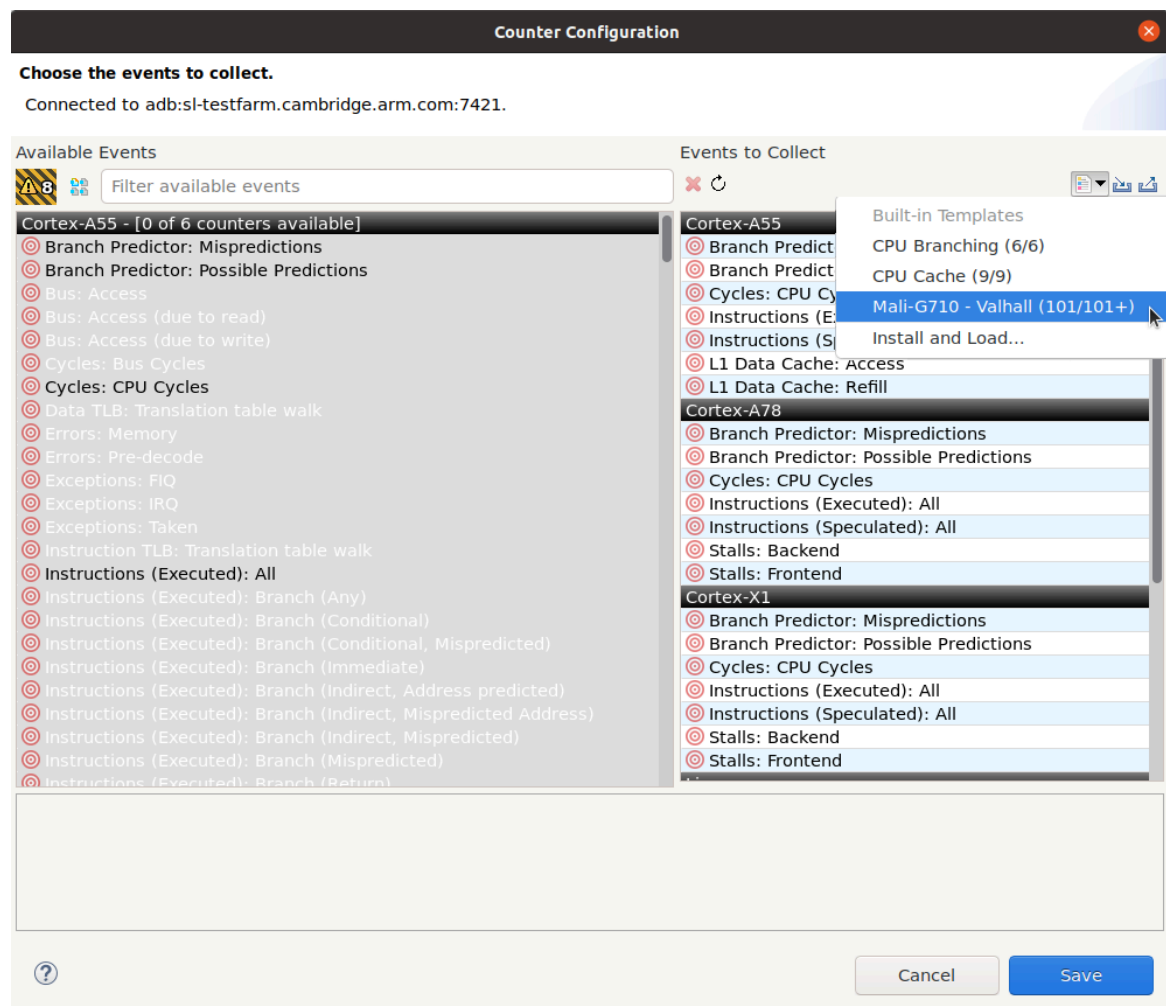 Counter Configuration
Choose the events to collect.
Connected to adb:sl-testfarm.cambridge.arm.com:7421.
Available Events
8
Filter available events
Cortex-A55 - [0 of 6 counters available]
Branch Predictor: Mispredictions
Branch Predictor: Possible Predictions
Bus: Access
Bus: Access (due to read)
Bus: Access (due to write)
Cycles: Bus Cycles
Cycles: CPU Cycles
Data TLB: Translation table walk
Errors: Memory
Errors: Pre-decode
Exceptions: FIQ
Exceptions: IRQ
Exceptions: Taken
Instruction TLB: Translation table walk
Instructions (Executed): All
Instructions (Executed): Branch (Any)
Instructions (Executed): Branch (Conditional)
Instructions (Executed): Branch (Conditional, Mispredicted)
Instructions (Executed): Branch (Immediate)
Instructions (Executed): Branch (Indirect, Address predicted)
Instructions (Executed): Branch (Indirect, Mispredicted Address)
Instructions (Executed): Branch (Indirect, Mispredicted)
Instructions (Executed): Branch (Mispredicted)
Instructions (Executed): Branch (Return)
Events to Collect
Cortex-A55
Branch Predict
Branch Predict
Cycles: CPU Cy
Instructions (E
Instructions (S
L1 Data Cache: Access
L1 Data Cache: Refill
Cortex-A78
Branch Predictor: Mispredictions
Branch Predictor: Possible Predictions
Cycles: CPU Cycles
Instructions (Executed): All
Instructions (Speculated): All
Stalls: Backend
Stalls: Frontend
Cortex-X1
Branch Predictor: Mispredictions
Branch Predictor: Possible Predictions
Cycles: CPU Cycles
Instructions (Executed): All
Instructions (Speculated): All
Stalls: Backend
Stalls: Frontend
Built-in Templates
CPU Branching (6/6)
CPU Cache (9/9)
Mali-G710 - Valhall (101/101+)
Install and Load...
?
Cancel
Save